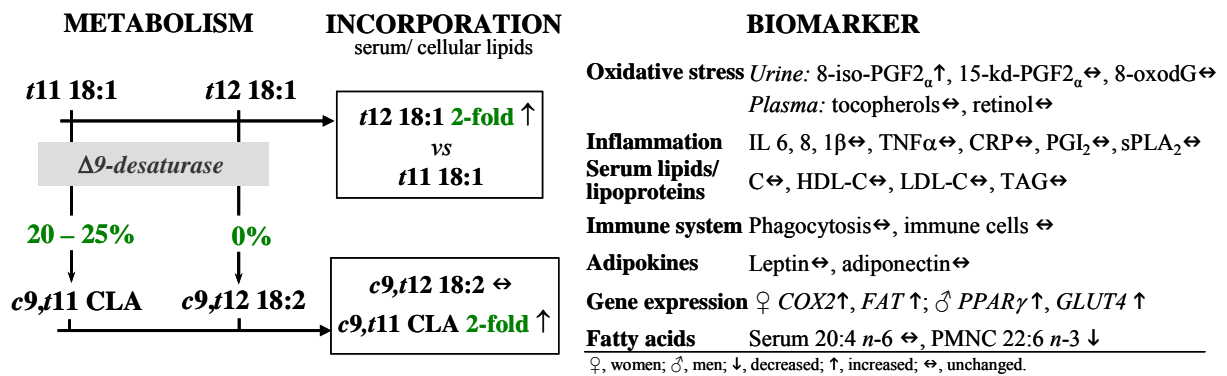 METABOLISM
INCORPORATION
serum/ cellular lipids
BIOMARKER
t11 18:1
t12 18:1
Δ9-desaturase
20 – 25%
0%
c9,t11 CLA
c9,t12 18:2
t12 18:1 2-fold ↑
vs
t11 18:1
c9,t12 18:2 ↔
c9,t11 CLA 2-fold ↑
Oxidative stress Urine: 8-iso-PGF2α↑, 15-kd-PGF2α↔, 8-oxodG↔
Plasma: tocopherols↔, retinol↔
Inflammation IL 6, 8, 1β↔, TNFα↔, CRP↔, PGI2↔, sPLA2↔
Serum lipids/
lipoproteins C↔, HDL-C↔, LDL-C↔, TAG↔
Immune system Phagocytosis↔, immune cells ↔
Adipokines Leptin↔, adiponectin↔
Gene expression ♀ COX2↑, FAT ↑; ♂ PPARγ↑, GLUT4 ↑
Fatty acids Serum 20:4 n-6 ↔, PMNC 22:6 n-3 ↓
♀, women; ♂, men; ↓, decreased; ↑, increased; ↔, unchanged.